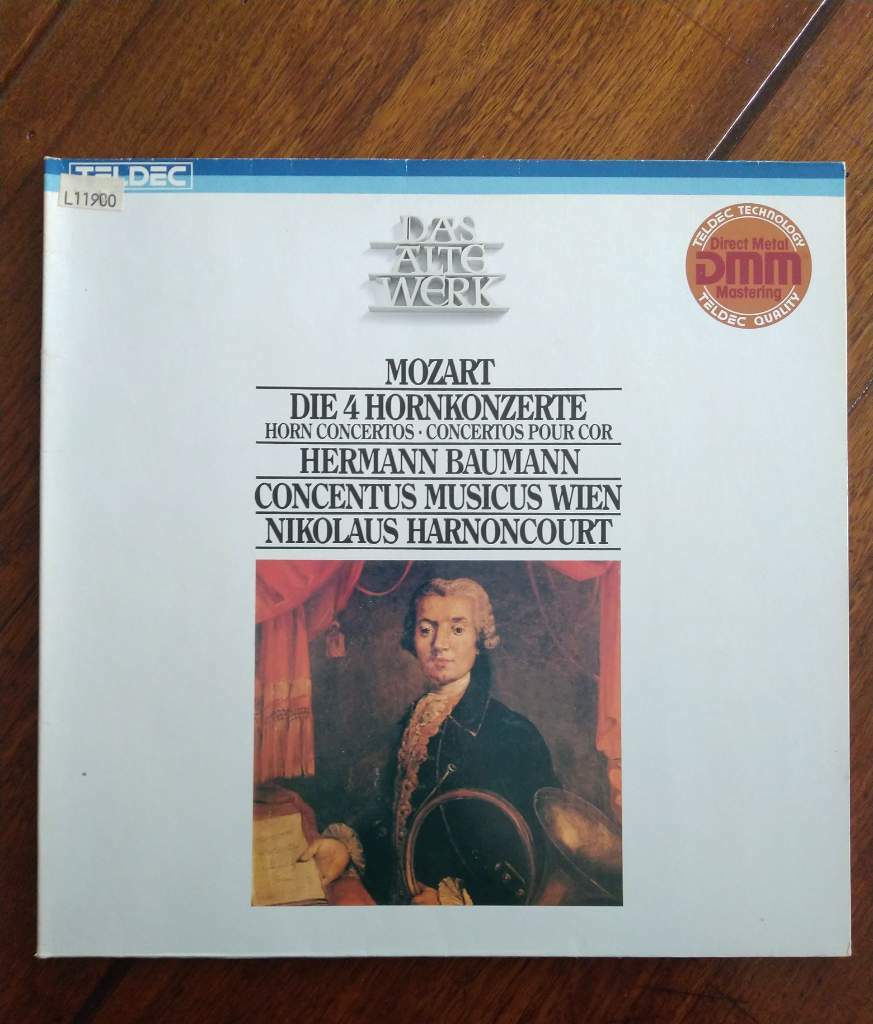 TELDEC
L11900
DAS
ALTE
WERK
TELDEC TECHNOLOGY
Direct Metal
DMM
Mastering
TELDEC QUALITY
MOZART
DIE 4 HORNKONZERTE
HORN CONCERTOS · CONCERTOS POUR COR
HERMANN BAUMANN
CONCENTUS MUSICUS WIEN
NIKOLAUS HARNONCOURT